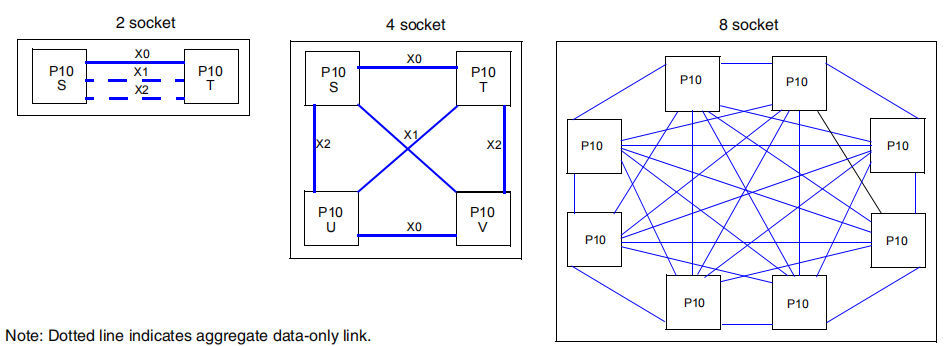 2 socket
4 socket
8 socket
P10
S
X0
X1
X2
P10
T
P10
S
X0
P10
T
X2
X1
X2
P10
U
X0
P10
V
P10
P10
P10
P10
P10
P10
P10
P10
Note: Dotted line indicates aggregate data-only link.